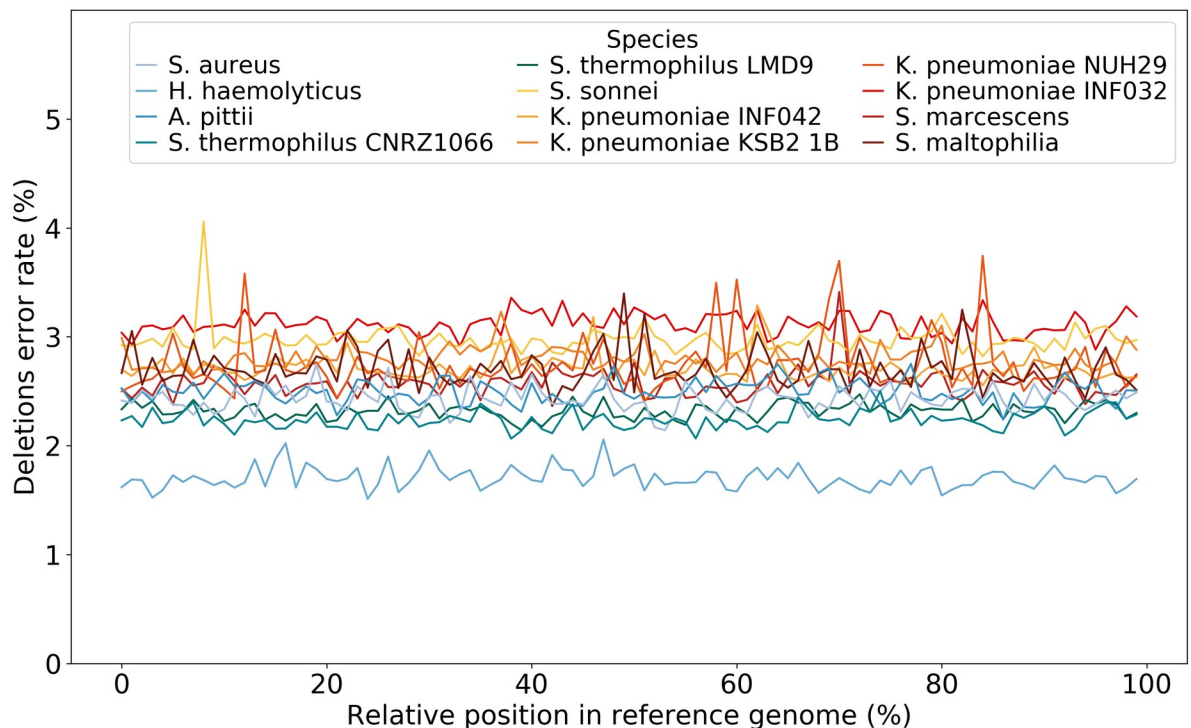 Species
S. aureus
H. haemolyticus
A. pittii
S. thermophilus CNRZ1066
S. thermophilus LMD9
S. sonnei
K. pneumoniae INF042
K. pneumoniae KSB2 1B
K. pneumoniae NUH29
K. pneumoniae INF032
S. marcescens
S. maltophilia
Deletions error rate (%)
5
4
3
2
1
0
0 20 40 60 80 100
Relative position in reference genome (%)